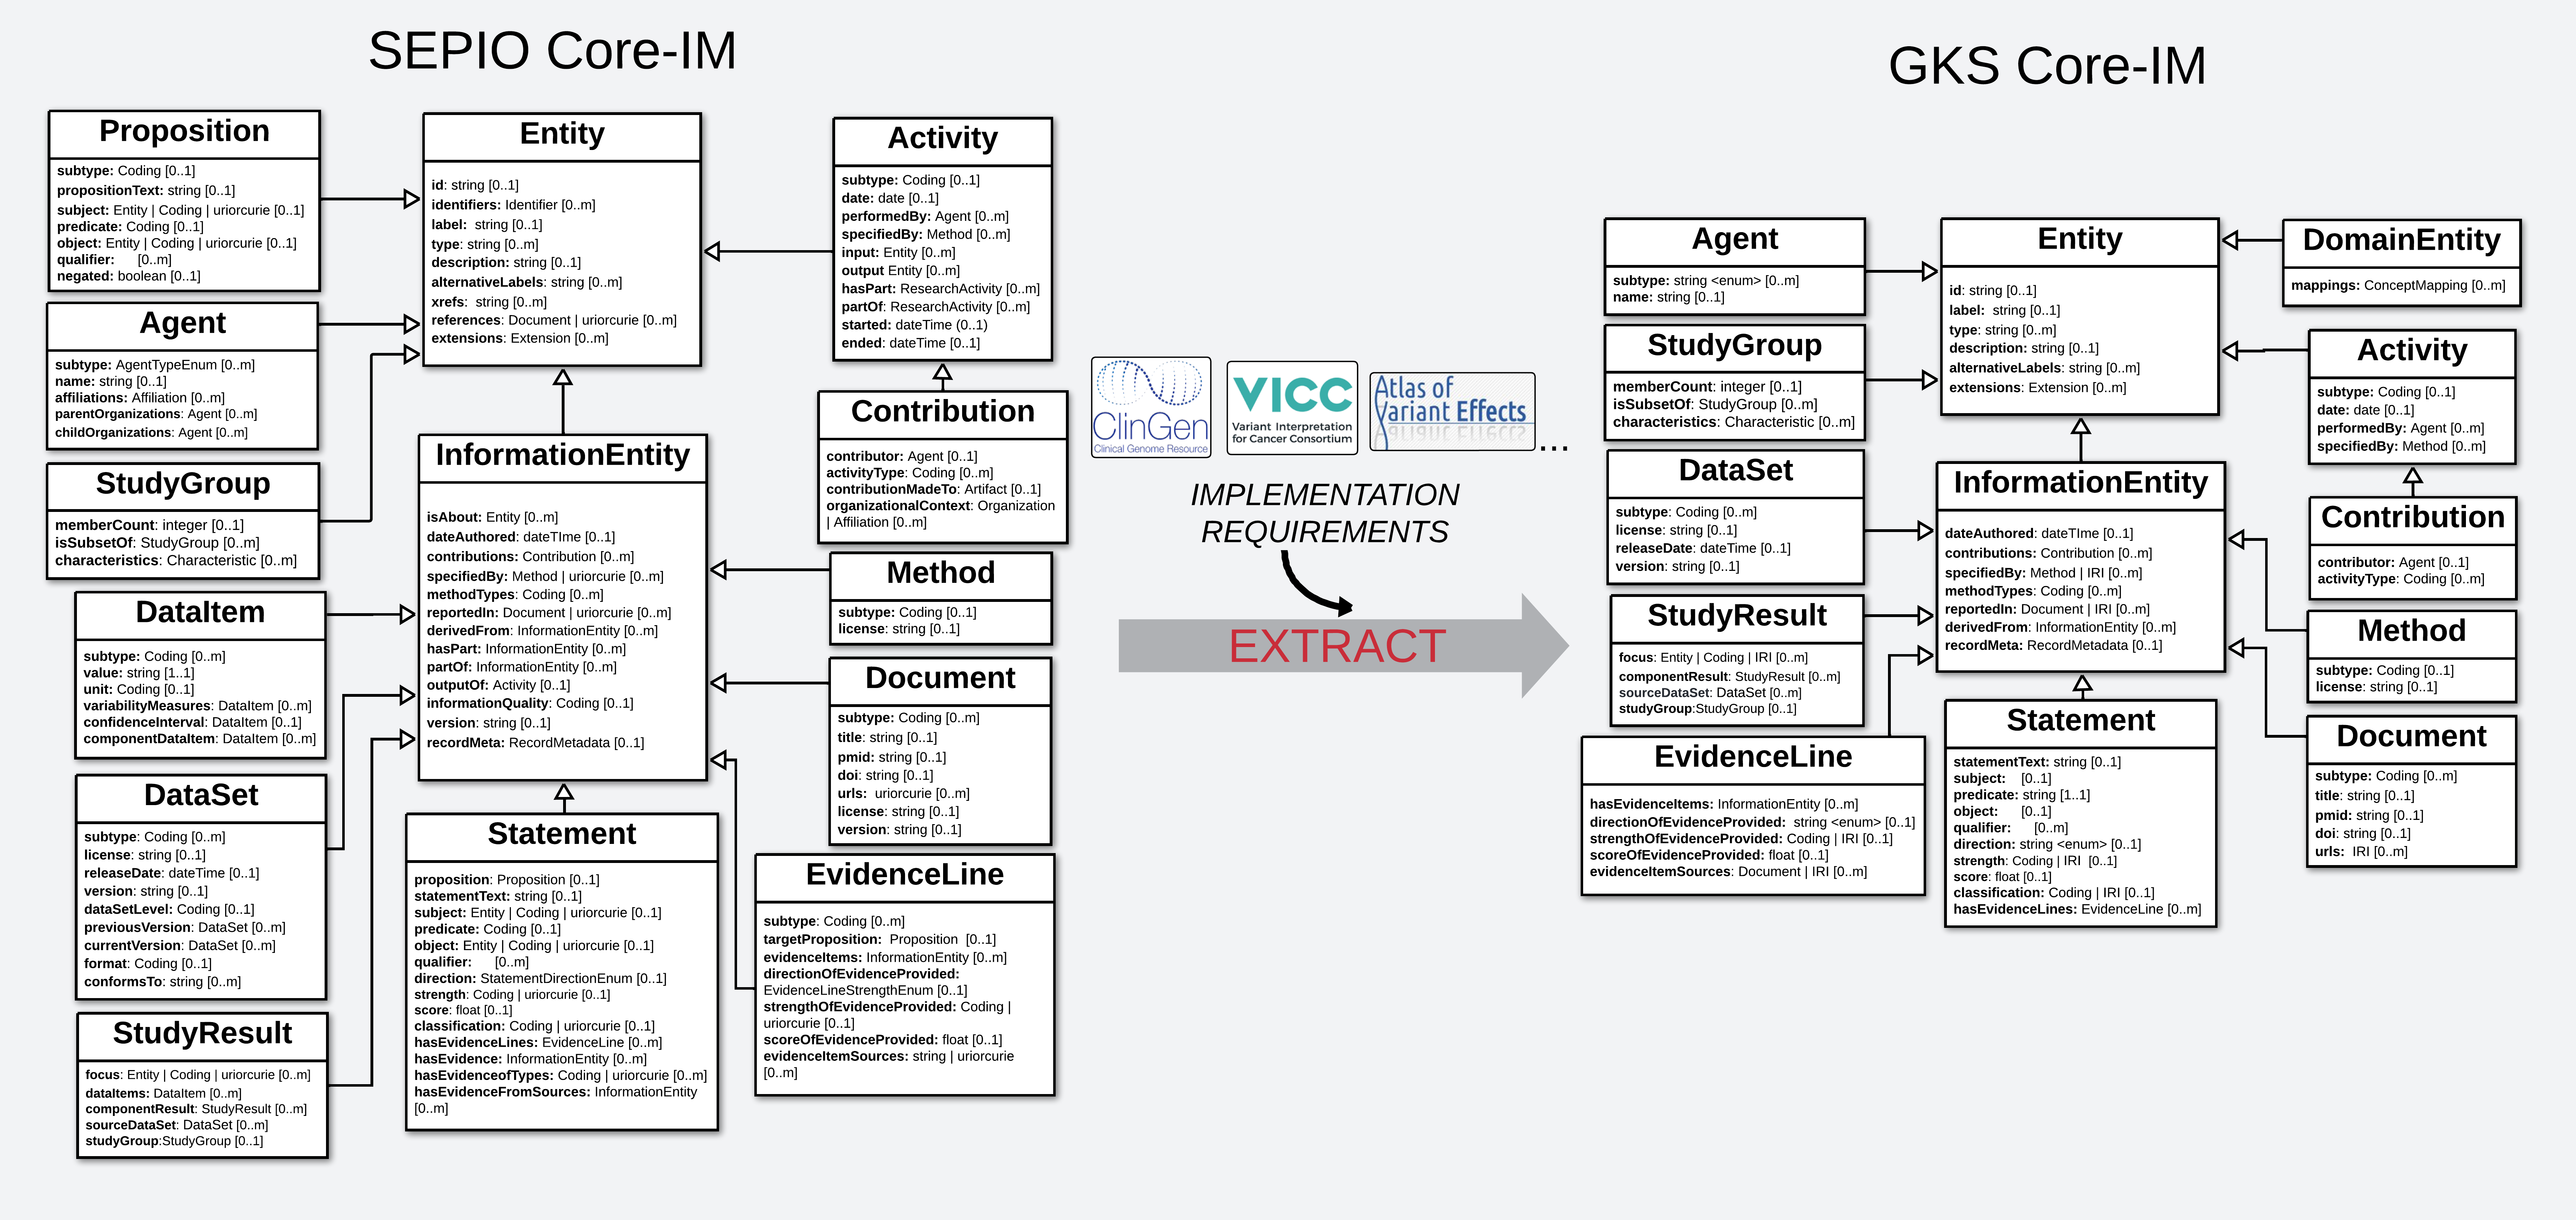 SEPIO Core-IM
Proposition
subtype: Coding [0..1]
propositionText: string [0..1]
subject: Entity | Coding | uriorcurie [0..1]
predicate: Coding [0..1]
object: Entity | Coding | uriorcurie [0..1]
qualifier: [0..m]
negated: boolean [0..1]
Agent
subtype: AgentTypeEnum [0..m]
name: string [0..1]
affiliations: Affiliation [0..m]
parentOrganizations: Agent [0..m]
childOrganizations: Agent [0..m]
StudyGroup
memberCount: integer [0..1]
isSubsetOf: StudyGroup [0..m]
characteristics: Characteristic [0..m]
DataItem
subtype: Coding [0..m]
value: string [1..1]
unit: Coding [0..1]
variabilityMeasures: DataItem [0..m]
confidenceInterval: DataItem [0..1]
componentDataItem: DataItem [0..m]
DataSet
subtype: Coding [0..m]
license: string [0..1]
releaseDate: dateTime [0..1]
version: string [0..1]
dataSetLevel: Coding [0..1]
previousVersion: DataSet [0..m]
currentVersion: DataSet [0..m]
format: Coding [0..1]
conformsTo: string [0..m]
StudyResult
focus: Entity | Coding | uriorcurie [0..m]
dataItems: DataItem [0..m]
componentResult: StudyResult [0..m]
sourceDataSet: DataSet [0..m]
studyGroup:StudyGroup [0..1]
Entity
id: string [0..1]
identifiers: Identifier [0..m]
label: string [0..1]
type: string [0..m]
description: string [0..1]
alternativeLabels: string [0..m]
xrefs: string [0..m]
references: Document | uriorcurie [0..m]
extensions: Extension [0..m]
InformationEntity
isAbout: Entity [0..m]
dateAuthored: dateTIme [0..1]
contributions: Contribution [0..m]
specifiedBy: Method | uriorcurie [0..m]
methodTypes: Coding [0..m]
reportedIn: Document | uriorcurie [0..m]
derivedFrom: InformationEntity [0..m]
hasPart: InformationEntity [0..m]
partOf: InformationEntity [0..m]
outputOf: Activity [0..1]
informationQuality: Coding [0..1]
version: string [0..1]
recordMeta: RecordMetadata [0..1]
Statement
proposition: Proposition [0..1]
statementText: string [0..1]
subject: Entity | Coding | uriorcurie [0..1]
predicate: Coding [0..1]
object: Entity | Coding | uriorcurie [0..1]
qualifier: [0..m]
direction: StatementDirectionEnum [0..1]
strength: Coding | uriorcurie [0..1]
score: float [0..1]
classification: Coding | uriorcurie [0..1]
hasEvidenceLines: EvidenceLine [0..m]
hasEvidence: InformationEntity [0..m]
hasEvidenceofTypes: Coding | uriorcurie [0..m]
hasEvidenceFromSources: InformationEntity
[0..m]
Activity
subtype: Coding [0..1]
date: date [0..1]
performedBy: Agent [0..m]
specifiedBy: Method [0..m]
input: Entity [0..m]
output Entity [0..m]
hasPart: ResearchActivity [0..m]
partOf: ResearchActivity [0..m]
started: dateTime (0..1)
ended: dateTime [0..1]
Contribution
contributor: Agent [0..1]
activityType: Coding [0..m]
contributionMadeTo: Artifact [0..1]
organizationalContext: Organization
| Affiliation [0..m]
Method
subtype: Coding [0..1]
license: string [0..1]
Document
subtype: Coding [0..m]
title: string [0..1]
pmid: string [0..1]
doi: string [0..1]
urls: uriorcurie [0..m]
license: string [0..1]
version: string [0..1]
EvidenceLine
subtype: Coding [0..m]
targetProposition: Proposition [0..1]
evidenceItems: InformationEntity [0..m]
directionOfEvidenceProvided:
EvidenceLineStrengthEnum [0..1]
strengthOfEvidenceProvided: Coding |
uriorcurie [0..1]
scoreOfEvidenceProvided: float [0..1]
evidenceItemSources: string | uriorcurie
[0..m]
ClinGen
Clinical Genome Resource
VICC
Variant Interpretation
for Cancer Consortium
Atlas of
Variant Effects
...
IMPLEMENTATION
REQUIREMENTS
EXTRACT
GKS Core-IM
Agent
subtype: string <enum> [0..m]
name: string [0..1]
StudyGroup
memberCount: integer [0..1]
isSubsetOf: StudyGroup [0..m]
characteristics: Characteristic [0..m]
DataSet
subtype: Coding [0..m]
license: string [0..1]
releaseDate: dateTime [0..1]
version: string [0..1]
StudyResult
focus: Entity | Coding | IRI [0..m]
componentResult: StudyResult [0..m]
sourceDataSet: DataSet [0..m]
studyGroup:StudyGroup [0..1]
EvidenceLine
hasEvidenceItems: InformationEntity [0..m]
directionOfEvidenceProvided: string <enum> [0..1]
strengthOfEvidenceProvided: Coding | IRI [0..1]
scoreOfEvidenceProvided: float [0..1]
evidenceItemSources: Document | IRI [0..m]
Entity
id: string [0..1]
label: string [0..1]
type: string [0..m]
description: string [0..1]
alternativeLabels: string [0..m]
extensions: Extension [0..m]
InformationEntity
dateAuthored: dateTIme [0..1]
contributions: Contribution [0..m]
specifiedBy: Method | IRI [0..m]
methodTypes: Coding [0..m]
reportedIn: Document | IRI [0..m]
derivedFrom: InformationEntity [0..m]
recordMeta: RecordMetadata [0..1]
Statement
statementText: string [0..1]
subject: [0..1]
predicate: string [1..1]
object: [0..1]
qualifier: [0..m]
direction: string <enum> [0..1]
strength: Coding | IRI [0..1]
score: float [0..1]
classification: Coding | IRI [0..1]
hasEvidenceLines: EvidenceLine [0..m]
DomainEntity
mappings: ConceptMapping [0..m]
Activity
subtype: Coding [0..1]
date: date [0..1]
performedBy: Agent [0..m]
specifiedBy: Method [0..m]
Contribution
contributor: Agent [0..1]
activityType: Coding [0..m]
Method
subtype: Coding [0..1]
license: string [0..1]
Document
subtype: Coding [0..m]
title: string [0..1]
pmid: string [0..1]
doi: string [0..1]
urls: IRI [0..m]